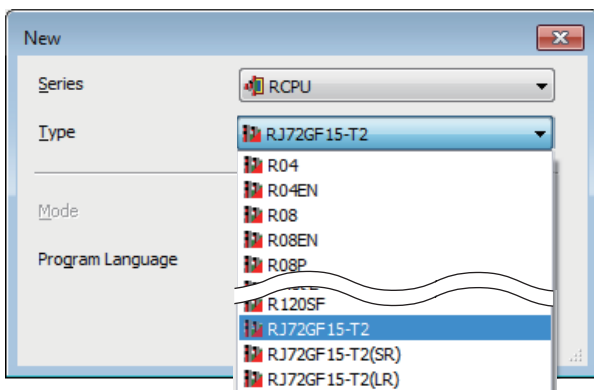 New
Series
RCPU
Type
RJ72GF15-T2
R04
R04EN
R08
R08EN
R08P
R120SF
RJ72GF15-T2
RJ72GF15-T2(SR)
RJ72GF15-T2(LR)
Mode
Program Language